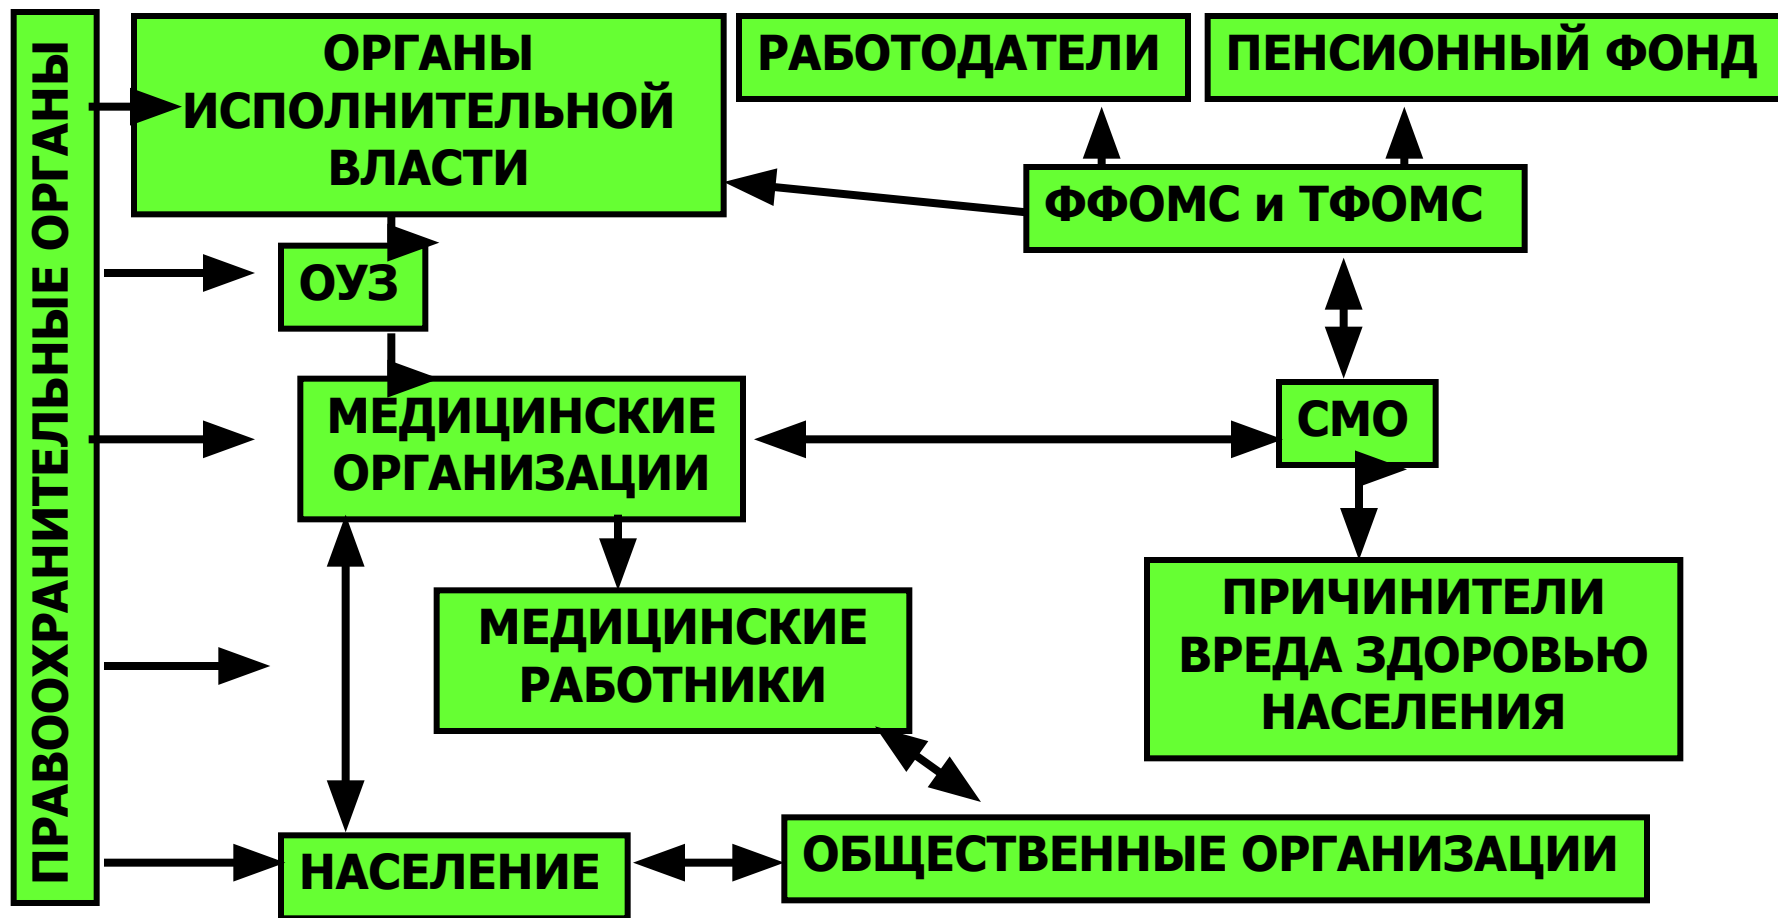 ПРАВООХРАНИТЕЛЬНЫЕ ОРГАНЫ
ОРГАНЫ
ИСПОЛНИТЕЛЬНОЙ
ВЛАСТИ
РАБОТОДАТЕЛИ
ПЕНСИОННЫЙ ФОНД
ФФОМС и ТФОМС
ОУЗ
МЕДИЦИНСКИЕ
ОРГАНИЗАЦИИ
СМО
МЕДИЦИНСКИЕ
РАБОТНИКИ
ПРИЧИНИТЕЛИ
ВРЕДА ЗДОРОВЬЮ
НАСЕЛЕНИЯ
НАСЕЛЕНИЕ
ОБЩЕСТВЕННЫЕ ОРГАНИЗАЦИИ